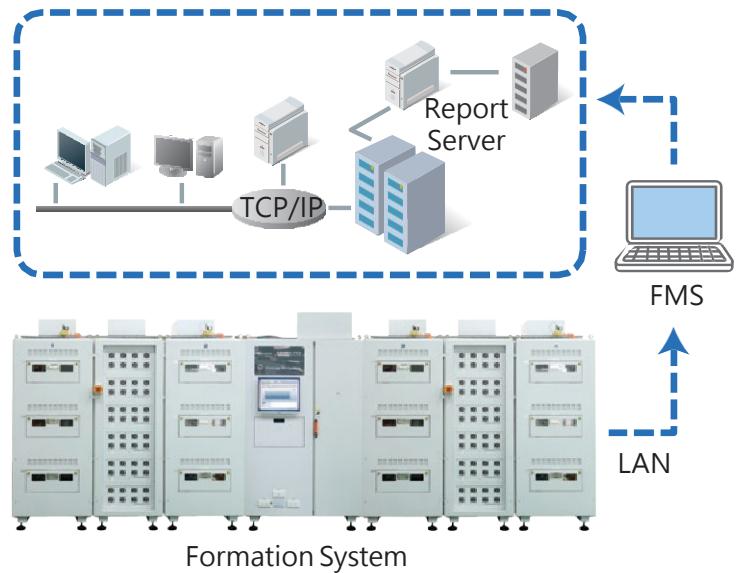 Report
Server
TCP/IP
FMS
LAN
Formation System